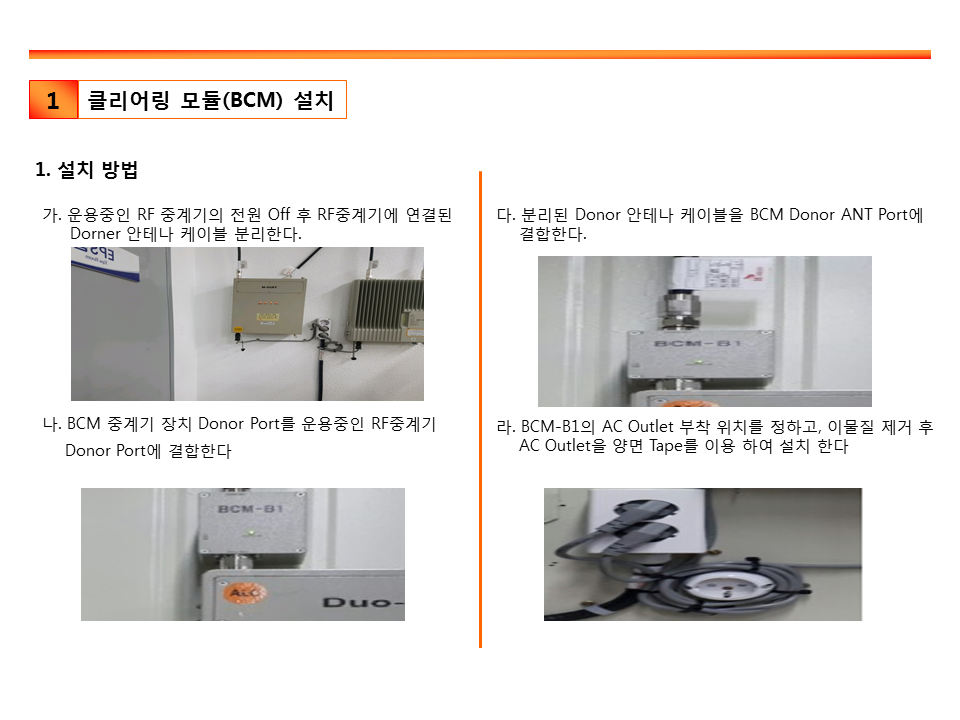 1
클리어링 모듈(BCM) 설치
1. 설치 방법
가. 운용중인 RF 중계기의 전원 Off 후 RF중계기에 연결된
Dorner 안테나 케이블 분리한다.
EPS
나. BCM 중계기 장치 Donor Port를 운용중인 RF중계기
Donor Port에 결합한다
BCM-B1
ALC
Duo-
다. 분리된 Donor 안테나 케이블을 BCM Donor ANT Port에
결합한다.
BCM-B1
라. BCM-B1의 AC Outlet 부착 위치를 정하고, 이물질 제거 후
AC Outlet을 양면 Tape를 이용 하여 설치 한다